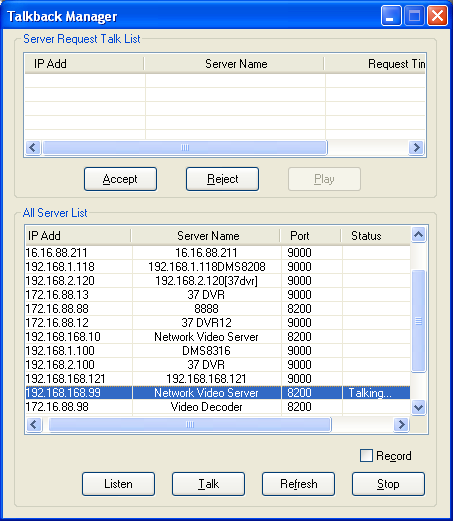 Talkback Manager
Server Request Talk List
IP Add Server Name Request Tin
Accept Reject Play
All Server List
IP Add Server Name Port Status
16.16.88.211 16.16.88.211 9000
192.168.1.118 192.168.1.118DMS8208 9000
192.168.2.120 192.168.2.120[37dvr] 9000
172.16.88.13 37 DVR 9000
172.16.88.88 8888 8200
172.16.88.12 37 DVR12 9000
192.168.168.10 Network Video Server 8200
192.168.1.100 DMS8316 9000
192.168.2.100 37 DVR 9000
192.168.168.121 192.168.168.121 9000
192.168.168.99 Network Video Server 8200 Talking...
172.16.88.98 Video Decoder 8200
Record
Listen Talk Refresh Stop